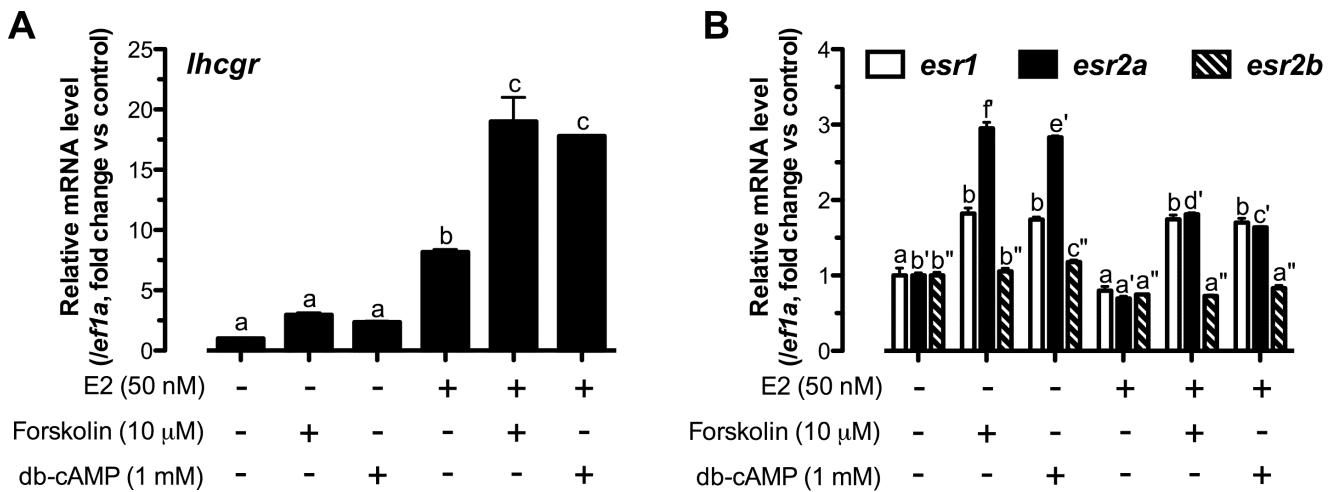 A
Relative mRNA level
(/ef1a, fold change vs control)
25
20
15
10
5
0
lhcgr
a
a
a
b
c
c
E2 (50 nM) - - - + + +
Forskolin (10 μM) - + - - + -
db-cAMP (1 mM) - - + - - +
B
Relative mRNA level
(/ef1a, fold change vs control)
4
3
2
1
0
esr1 esr2a esr2b
a b' b"
b f' b"
b e' c"
a a' a"
b d' a"
b c' a"
E2 (50 nM) - - - + + +
Forskolin (10 μM) - + - - + -
db-cAMP (1 mM) - - + - - +